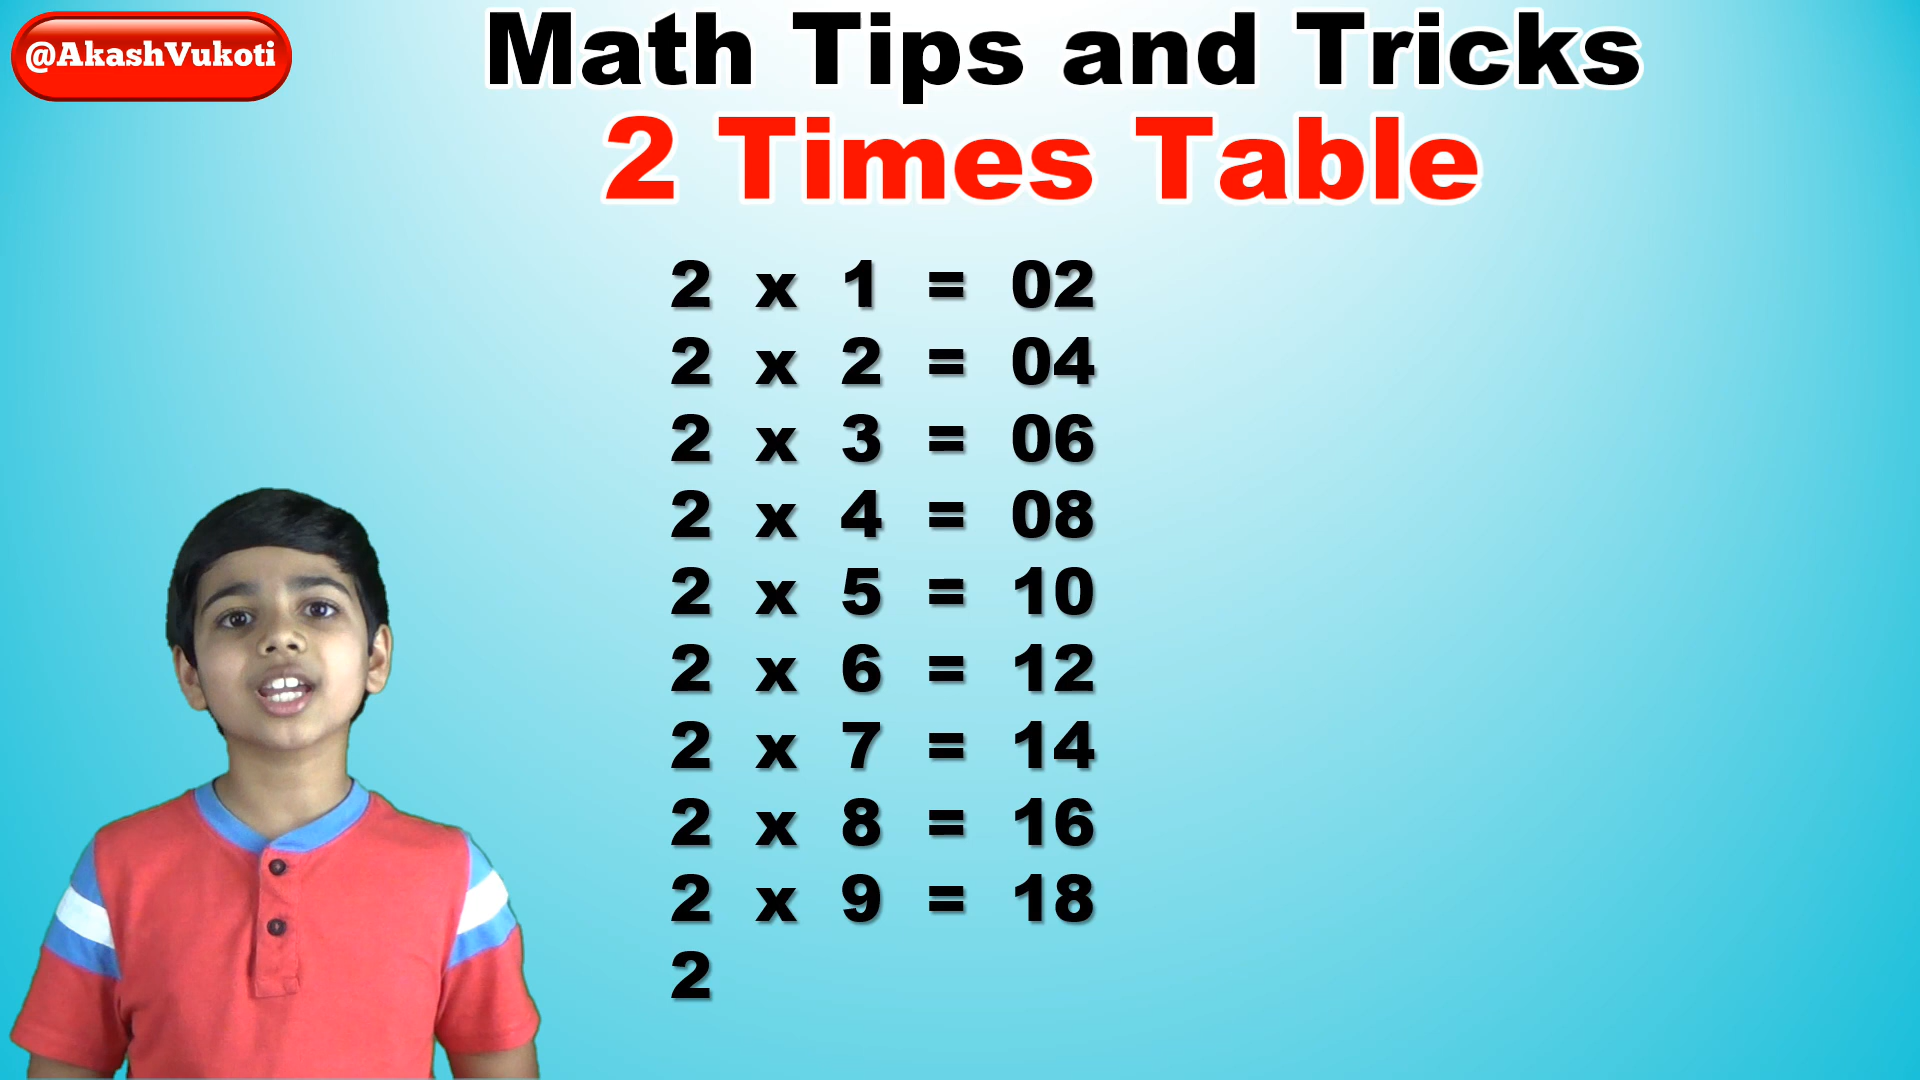 @AkashVukoti
Math Tips and Tricks
2 Times Table
2 x 1 = 02
2 x 2 = 04
2 x 3 = 06
2 x 4 = 08
2 x 5 = 10
2 x 6 = 12
2 x 7 = 14
2 x 8 = 16
2 x 9 = 18
2